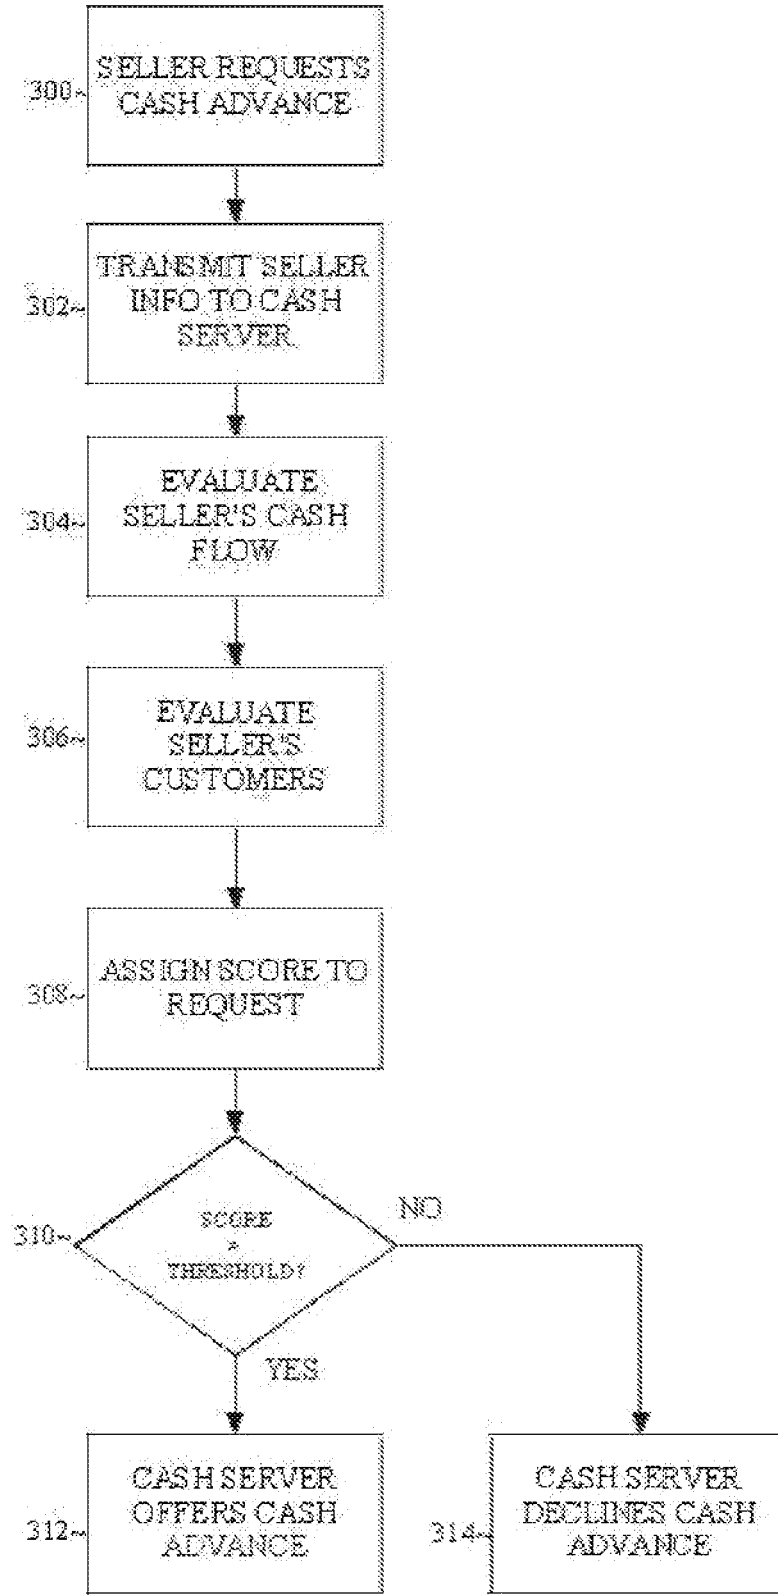 SELLER REQUESTS
CASH ADVANCE
300~
TRANSMIT SELLER
INFO TO CASH
SERVER
302~
EVALUATE
SELLER'S CASH
FLOW
304~
EVALUATE
SELLER'S
CUSTOMERS
306~
ASSIGN SCORE TO
REQUEST
308~
SCORE
>
THRESHOLD?
310~
NO
YES
CASH SERVER
OFFERS CASH
ADVANCE
312~
CASH SERVER
DECLINES CASH
ADVANCE
314~